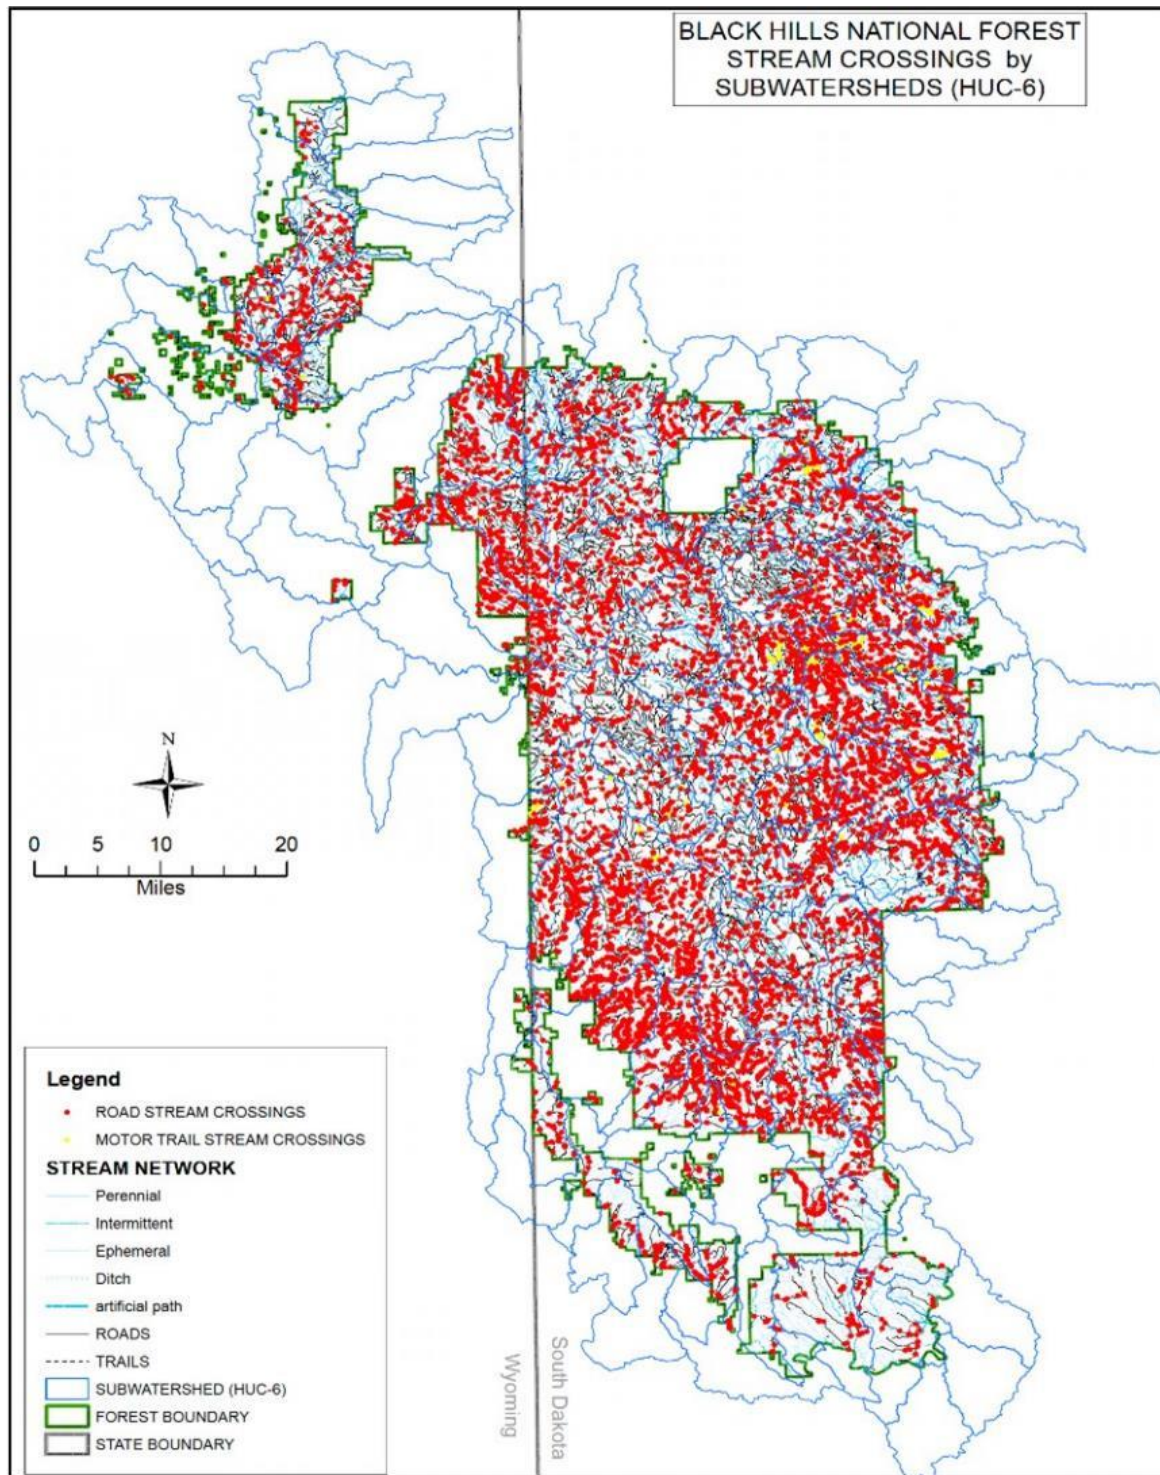 BLACK HILLS NATIONAL FOREST
STREAM CROSSINGS by
SUBWATERSHEDS (HUC-6)
N
0 5 10 20
Miles
Legend
ROAD STREAM CROSSINGS
MOTOR TRAIL STREAM CROSSINGS
STREAM NETWORK
Perennial
Intermittent
Ephemeral
Ditch
artificial path
ROADS
TRAILS
SUBWATERSHED (HUC-6)
FOREST BOUNDARY
STATE BOUNDARY
Wyoming
South Dakota